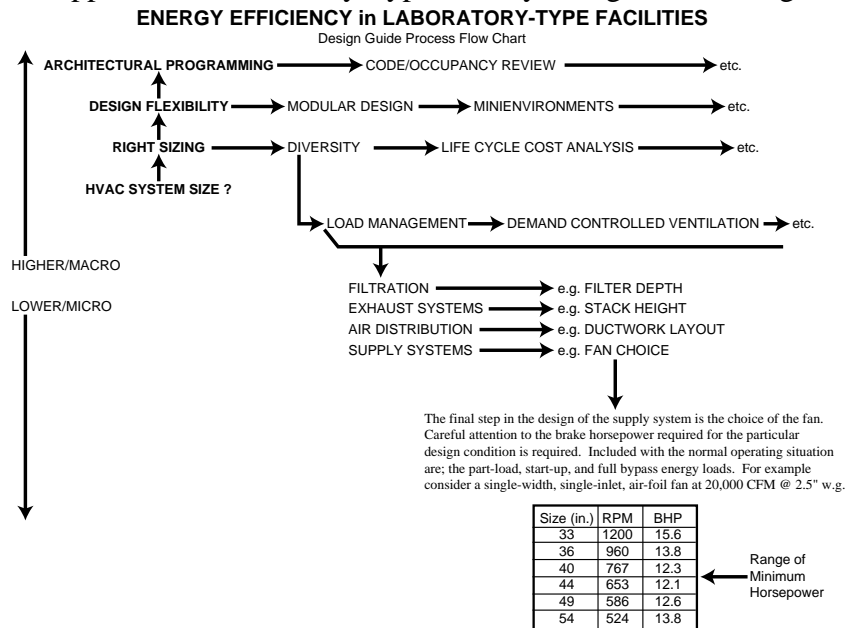 ENERGY EFFICIENCY in LABORATORY-TYPE FACILITIES
Design Guide Process Flow Chart
ARCHITECTURAL PROGRAMMING CODE/OCCUPANCY REVIEW etc.
DESIGN FLEXIBILITY MODULAR DESIGN MINIENVIRONMENTS etc.
RIGHT SIZING DIVERSITY LIFE CYCLE COST ANALYSIS etc.
HVAC SYSTEM SIZE ?
LOAD MANAGEMENT DEMAND CONTROLLED VENTILATION etc.
HIGHER/MACRO
LOWER/MICRO
FILTRATION e.g. FILTER DEPTH
EXHAUST SYSTEMS e.g. STACK HEIGHT
AIR DISTRIBUTION e.g. DUCTWORK LAYOUT
SUPPLY SYSTEMS e.g. FAN CHOICE
The final step in the design of the supply system is the choice of the fan.
Careful attention to the brake horsepower required for the particular
design condition is required. Included with the normal operating situation
are; the part-load, start-up, and full bypass energy loads. For example
consider a single-width, single-inlet, air-foil fan at 20,000 CFM @ 2.5" w.g.
Size (in.) RPM BHP
33 1200 15.6
36 960 13.8
40 767 12.3
44 653 12.1
49 586 12.6
54 524 13.8
Range of
Minimum
Horsepower